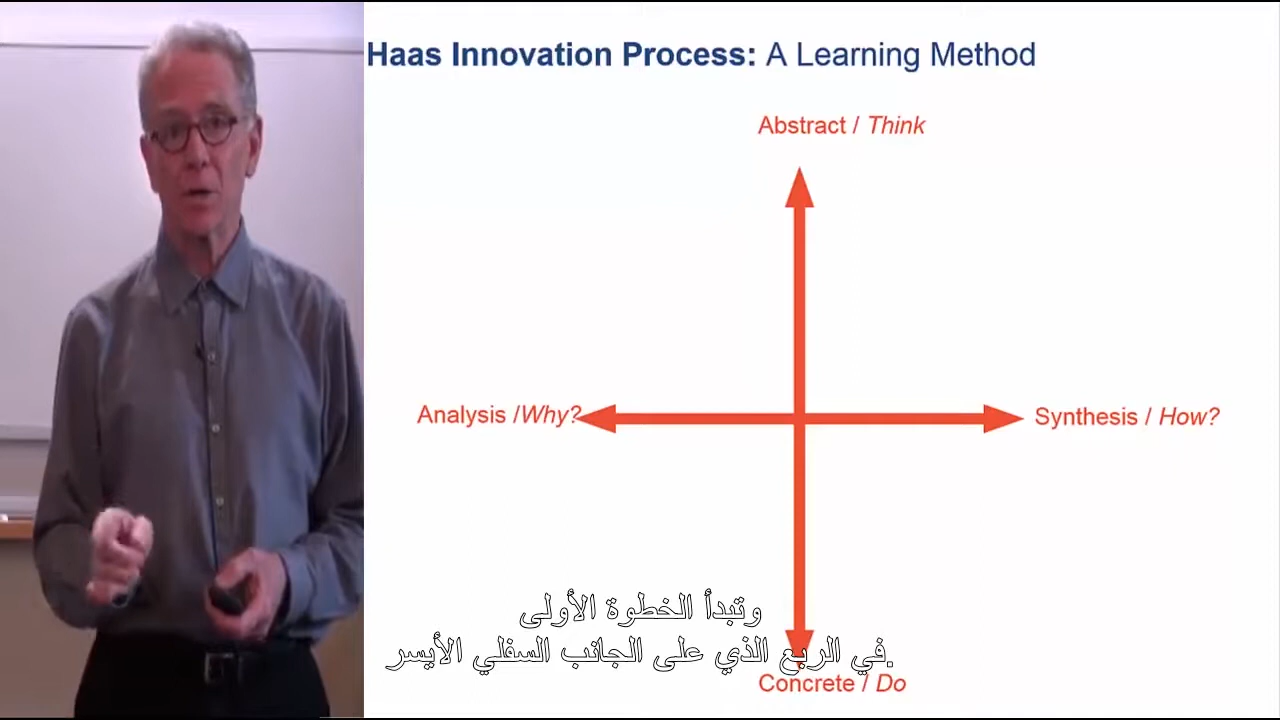 Haas Innovation Process: A Learning Method
Abstract / Think
Analysis /Why?
Synthesis / How?
وتبدأ الخطوة الأولى
في الربع الذي على الجانب السفلي الأيسر.
Concrete / Do